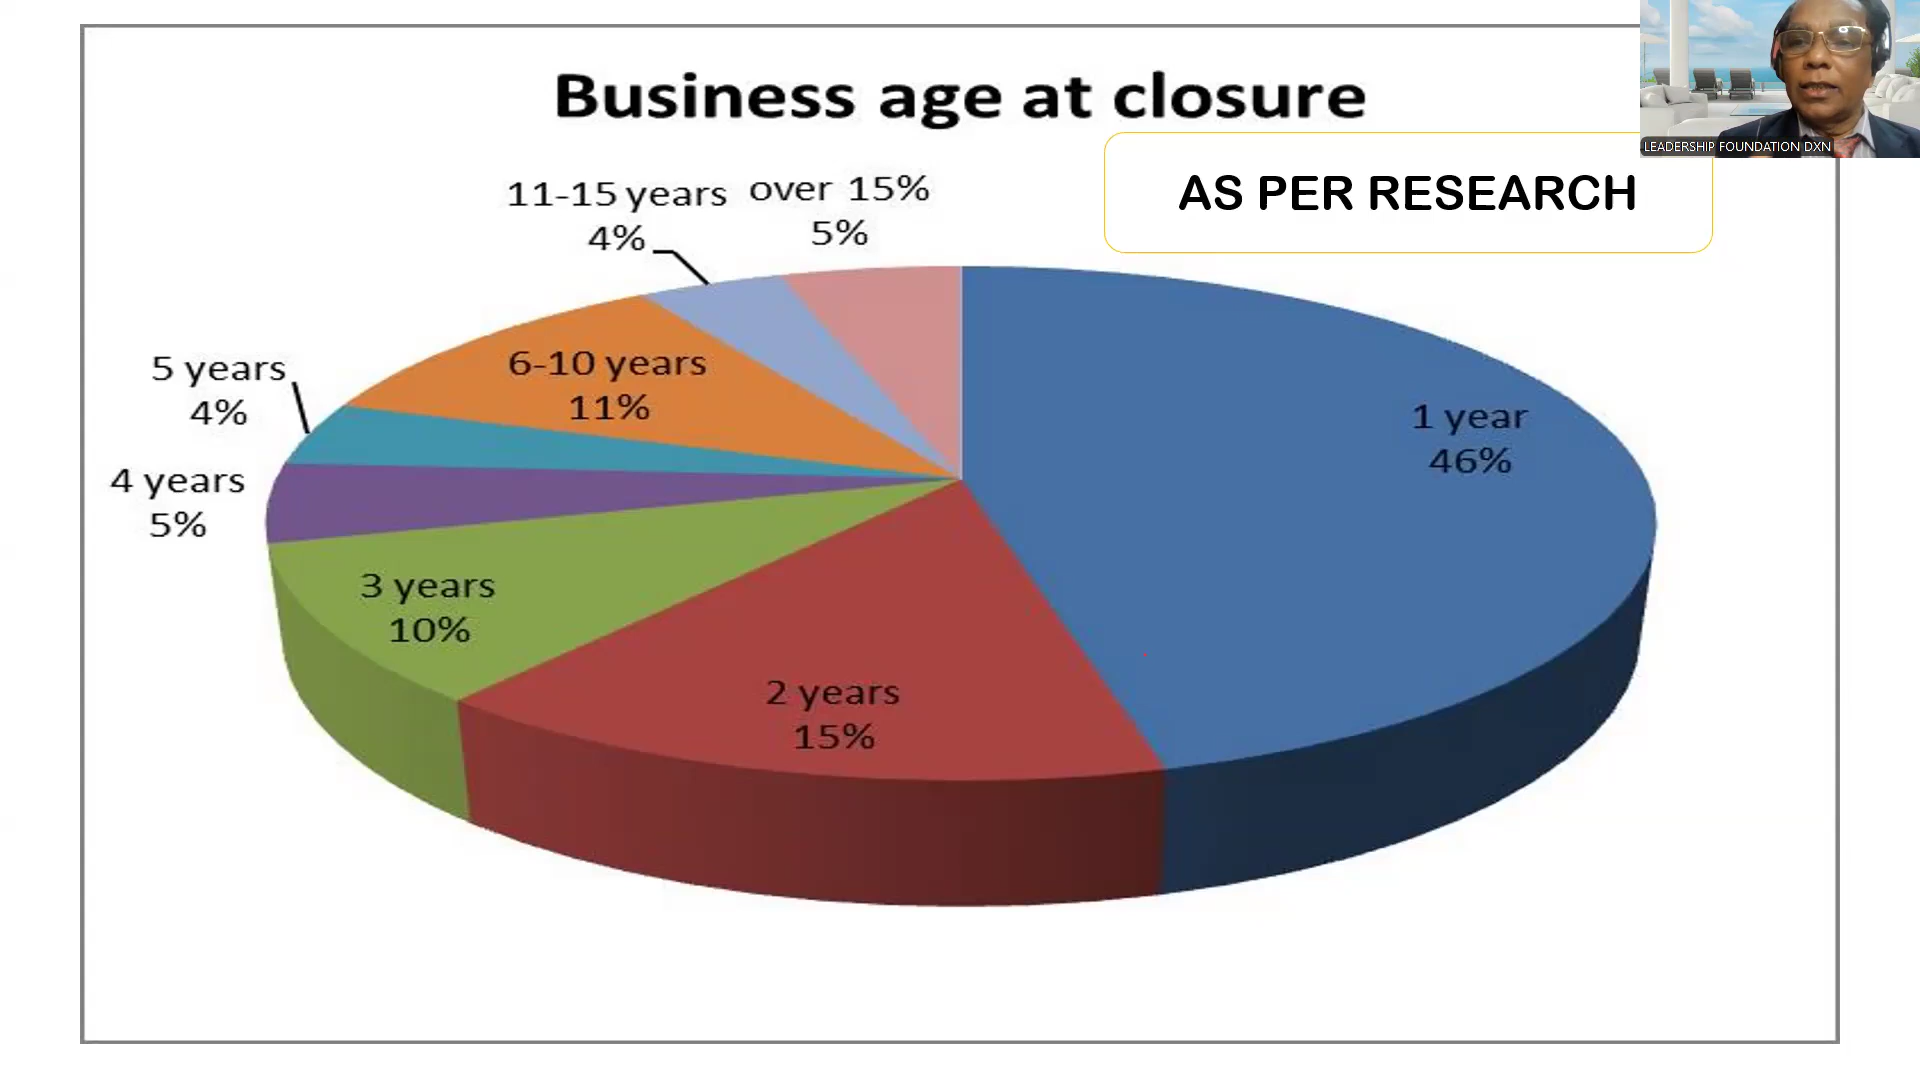 Business age at closure
LEADERSHIP FOUNDATION DXN
AS PER RESEARCH
11-15 years
4%
over 15%
5%
5 years
4%
6-10 years
11%
1 year
46%
4 years
5%
3 years
10%
2 years
15%